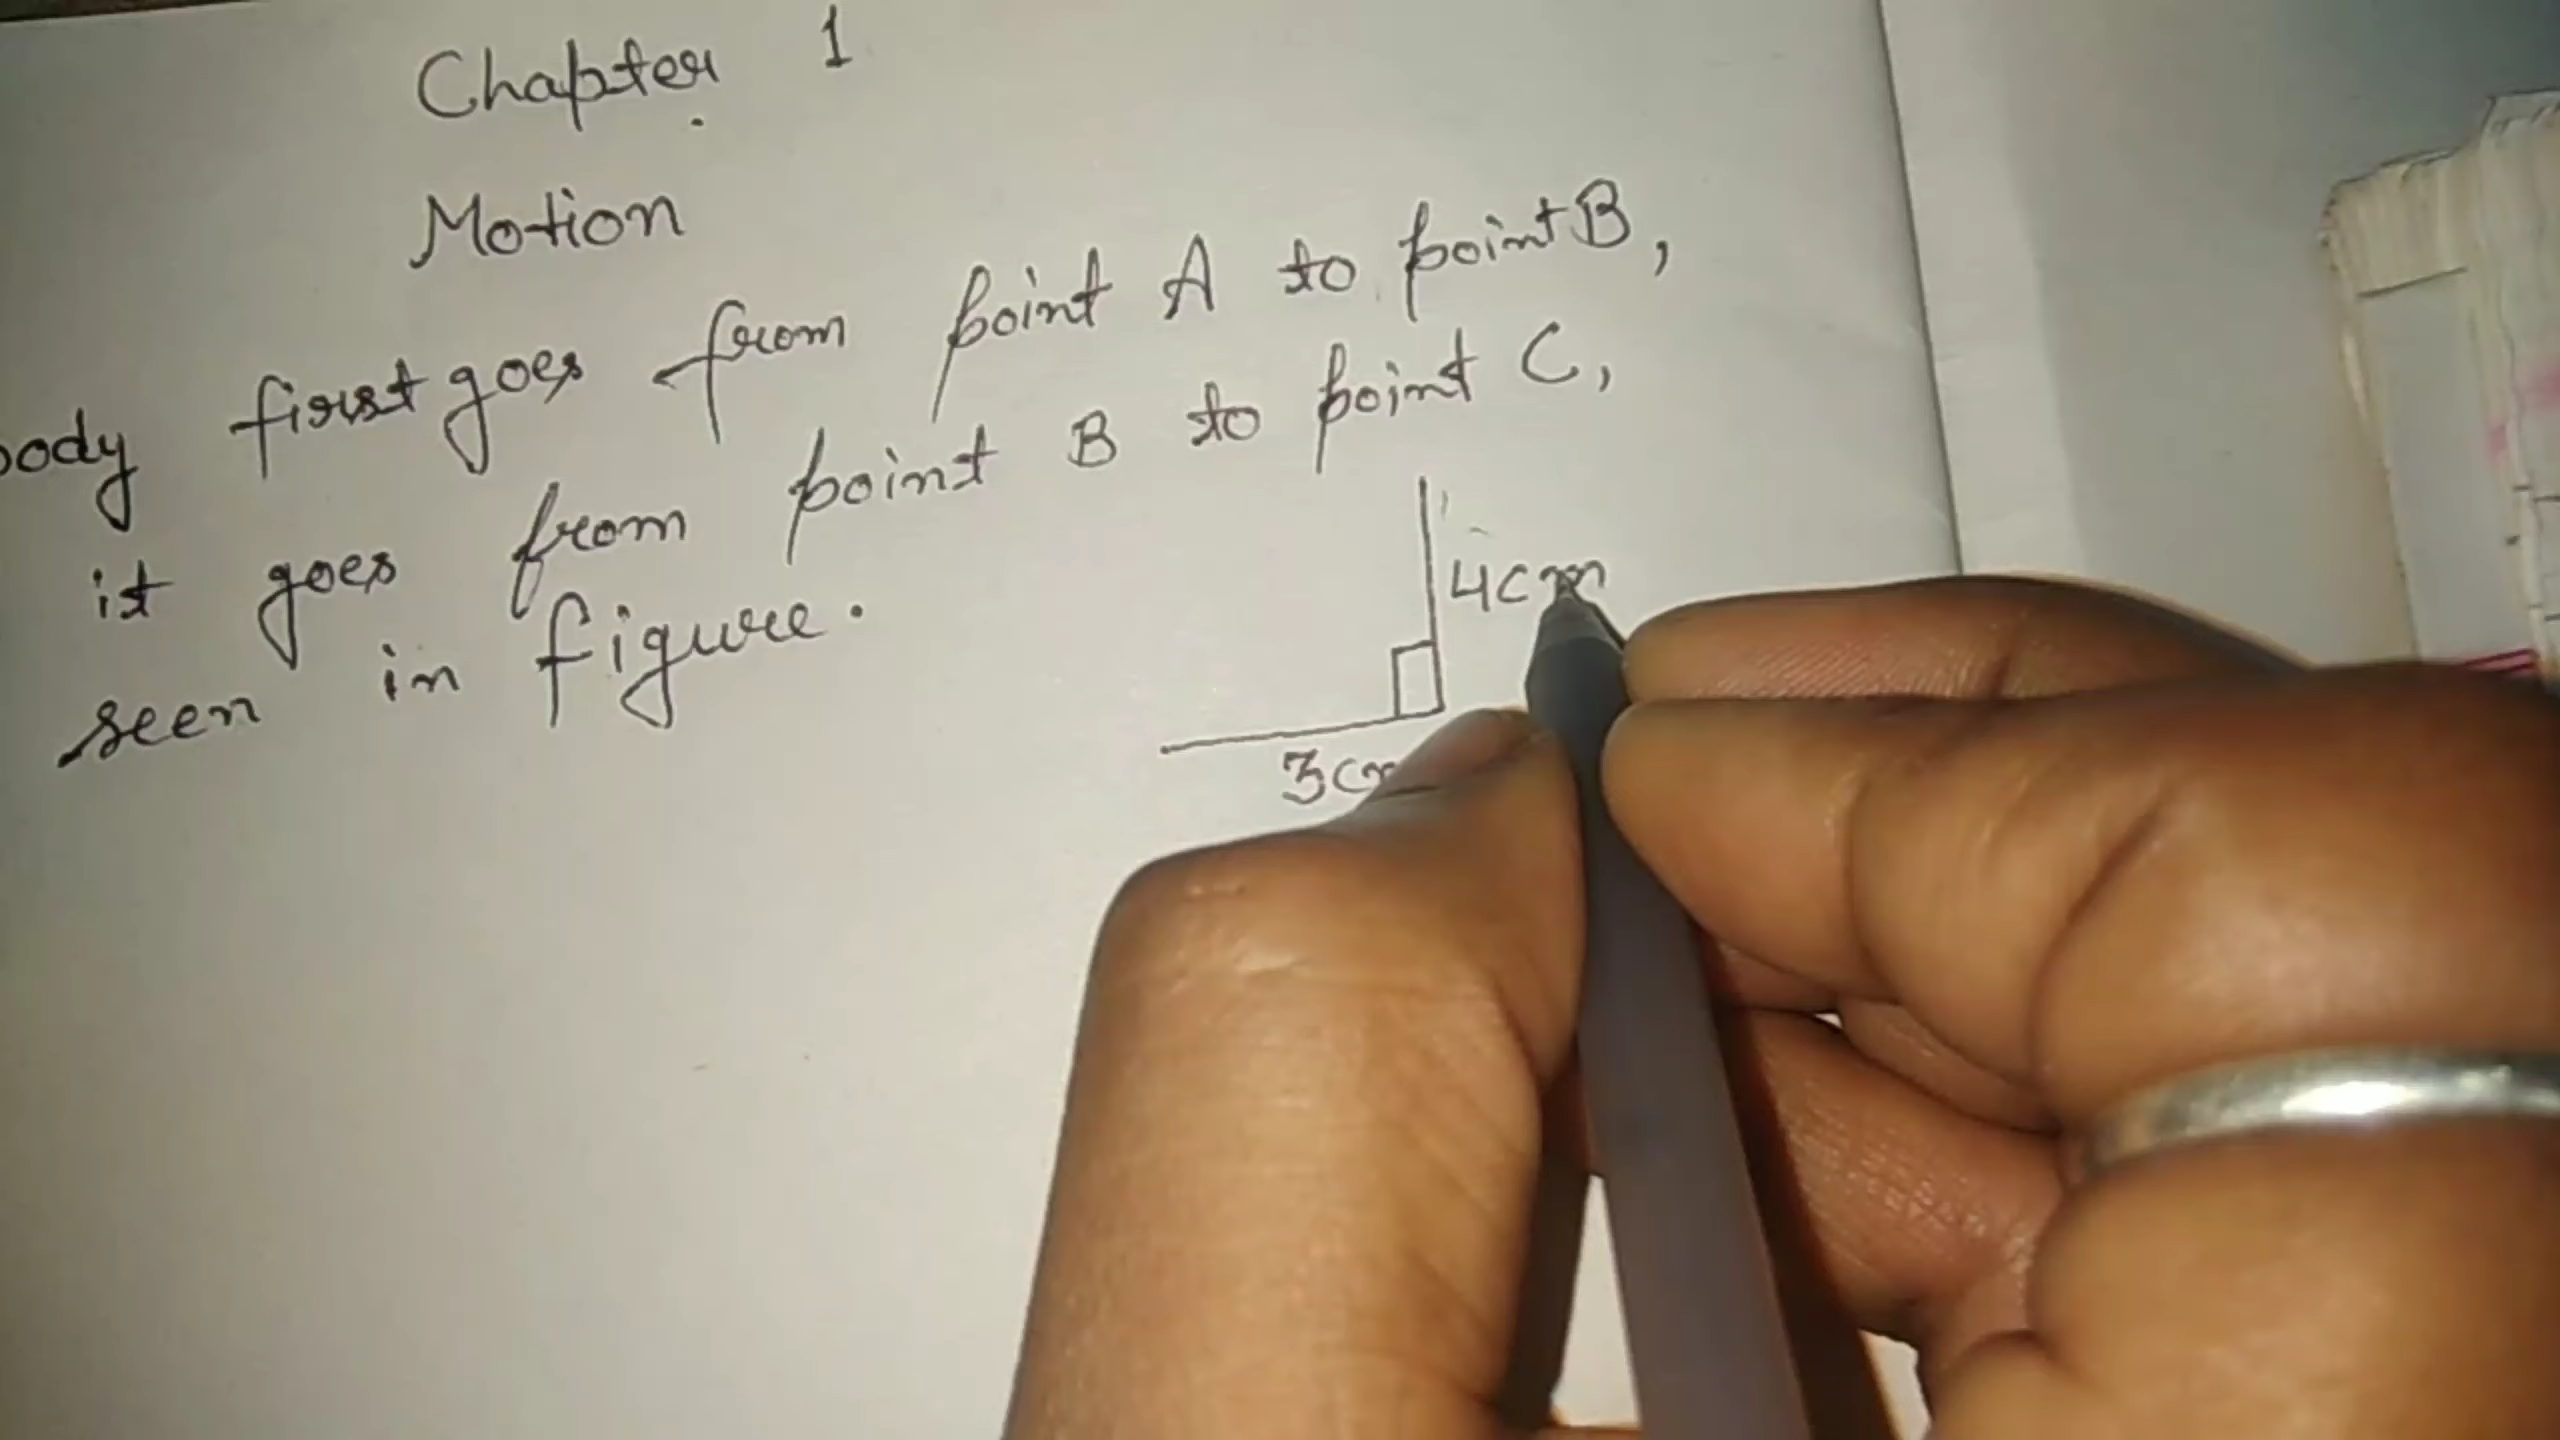 Chapter 1
Motion
body first goes from point A to point B,
it goes from point B to point C,
seen in figure.
4cm
3cm